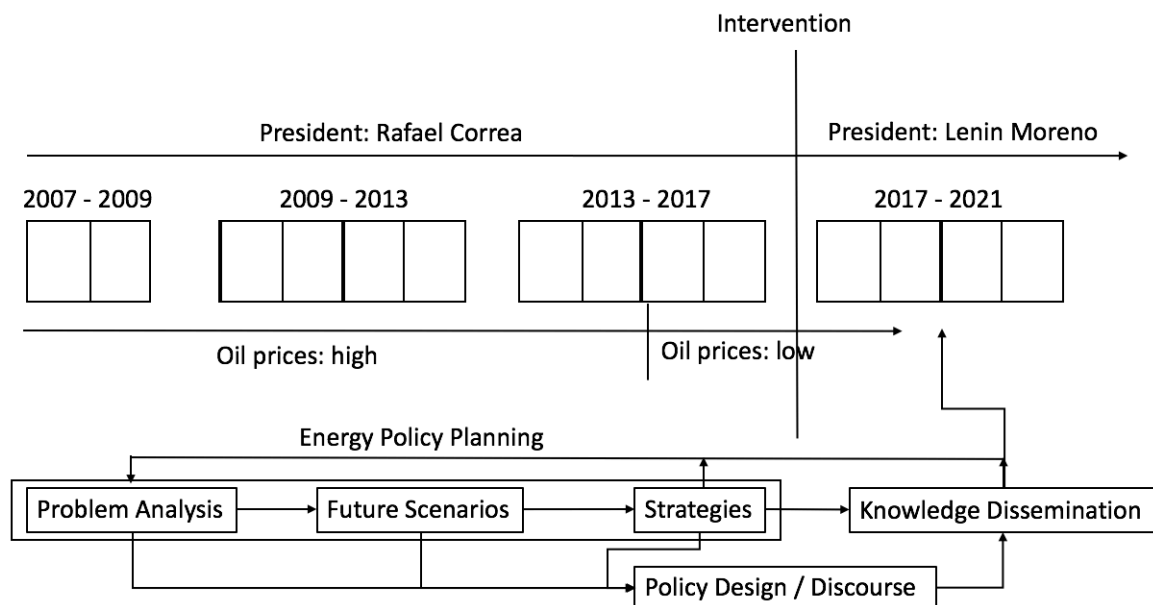 Intervention
President: Rafael Correa
President: Lenin Moreno
2007 - 2009
2009 - 2013
2013 - 2017
2017 - 2021
Oil prices: high
Oil prices: low
Energy Policy Planning
Problem Analysis
Future Scenarios
Strategies
Knowledge Dissemination
Policy Design / Discourse